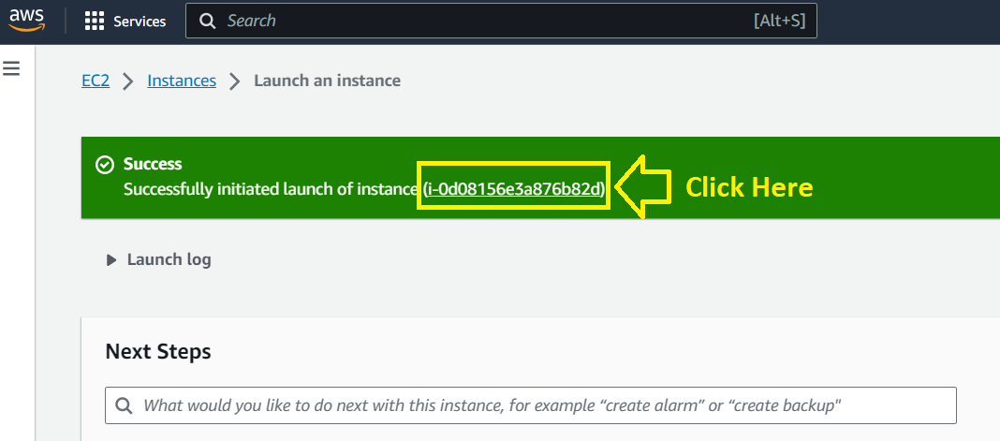 aws Services Search [Alt+S]
EC2 Instances Launch an instance
Success
Successfully initiated launch of instance (i-0d08156e3a876b82d)
Click Here
Launch log
Next Steps
What would you like to do next with this instance, for example “create alarm” or “create backup"